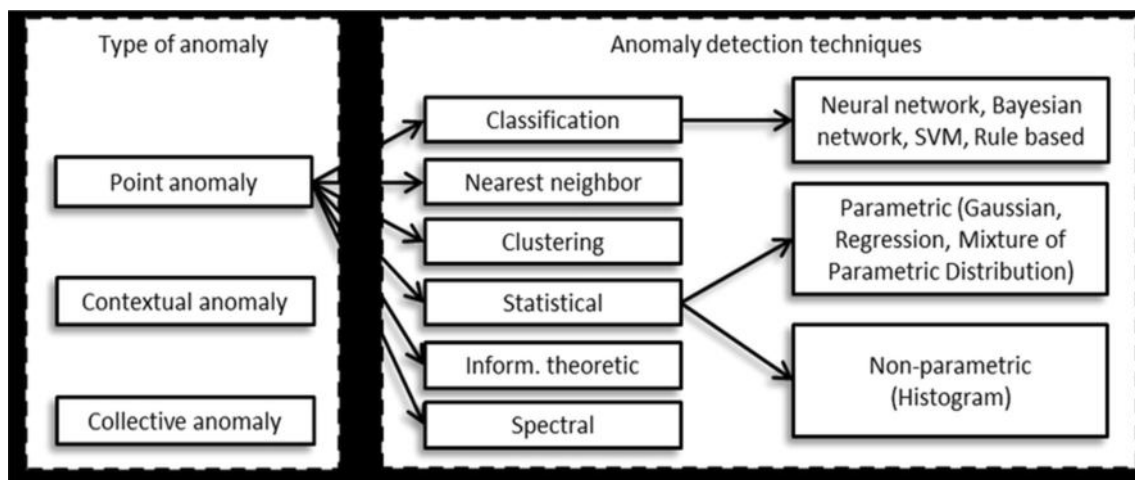 Type of anomaly
Point anomaly
Contextual anomaly
Collective anomaly
Anomaly detection techniques
Classification
Nearest neighbor
Clustering
Statistical
Inform. theoretic
Spectral
Neural network, Bayesian
network, SVM, Rule based
Parametric (Gaussian,
Regression, Mixture of
Parametric Distribution)
Non-parametric
(Histogram)